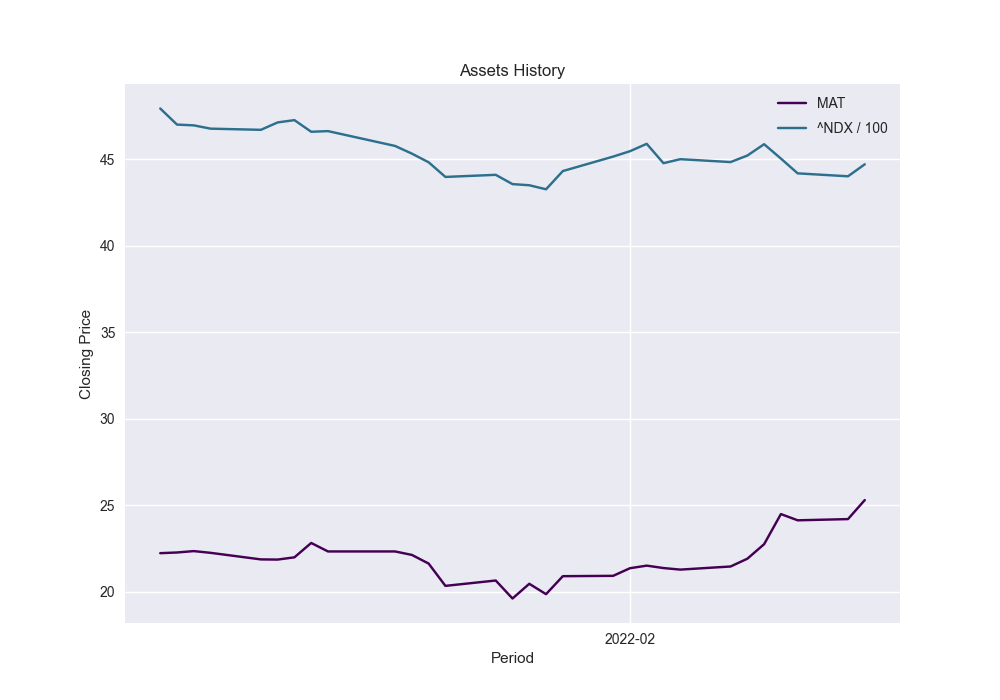 Assets History
MAT
^NDX / 100
45
40
35
30
25
20
Closing Price
2022-02
Period